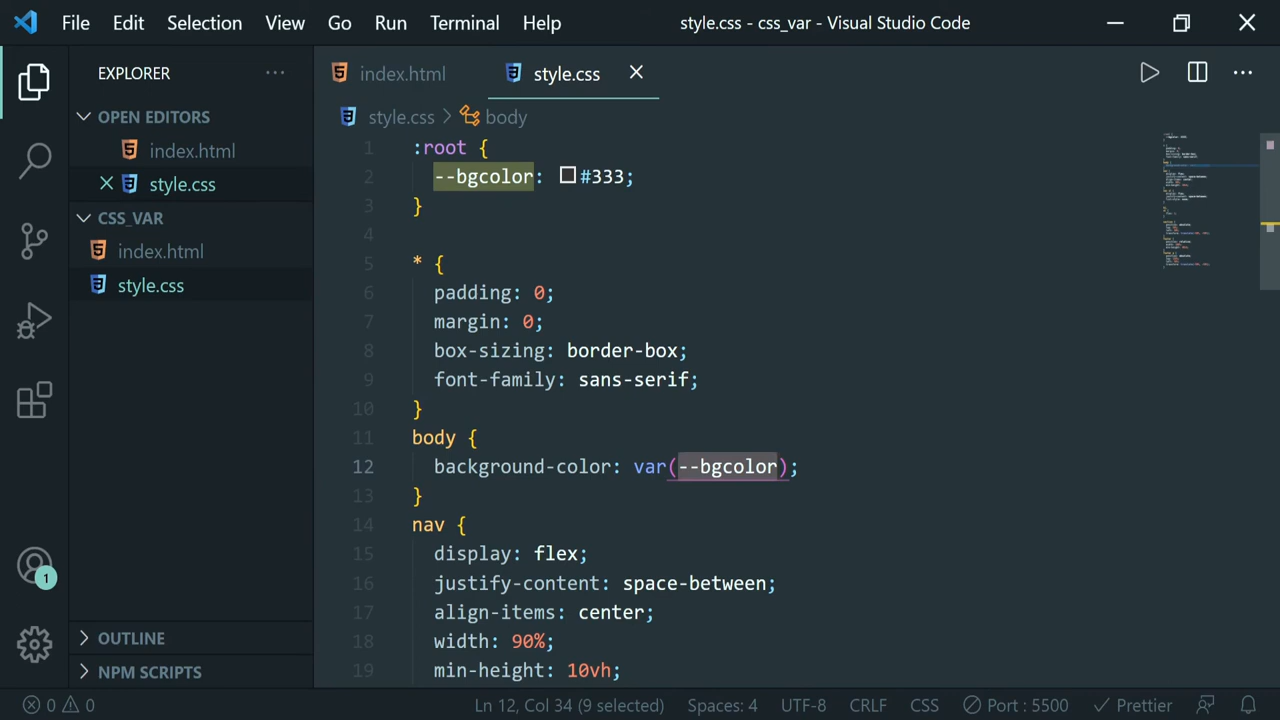 File Edit Selection View Go Run Terminal Help style.css - css_var - Visual Studio Code
EXPLORER
OPEN EDITORS
index.html
style.css
CSS_VAR
index.html
style.css
OUTLINE
NPM SCRIPTS
1
index.html style.css
style.css > body
1 :root {
2 --bgcolor: #333;
3 }
4
5 * {
6 padding: 0;
7 margin: 0;
8 box-sizing: border-box;
9 font-family: sans-serif;
10 }
11 body {
12 background-color: var(--bgcolor);
13 }
14 nav {
15 display: flex;
16 justify-content: space-between;
17 align-items: center;
18 width: 90%;
19 min-height: 10vh;
0 0 Ln 12, Col 34 (9 selected) Spaces: 4 UTF-8 CRLF CSS Port : 5500 Prettier